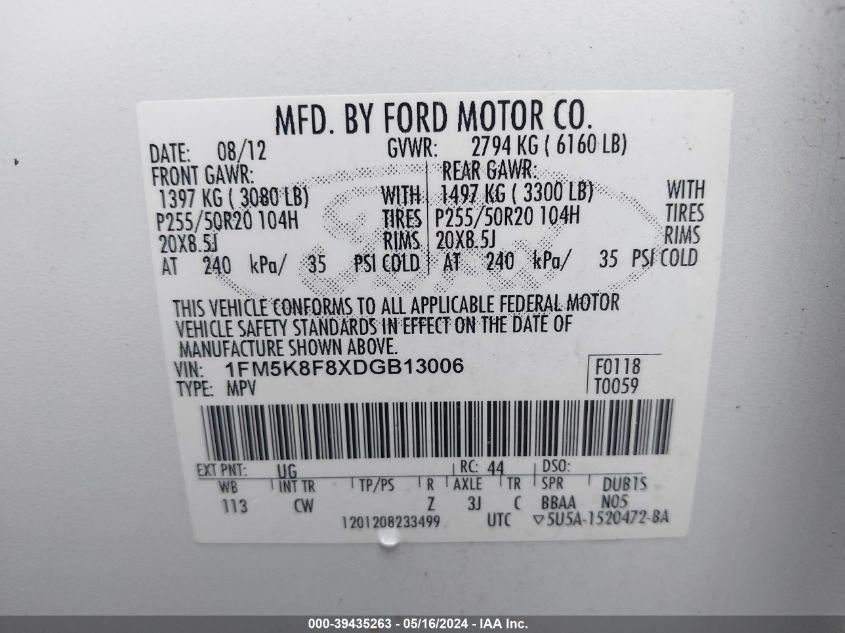 MFD. BY FORD MOTOR CO.
DATE: 08/12 GVWR: 2794 KG ( 6160 LB)
FRONT GAWR: REAR GAWR:
1397 KG ( 3080 LB) WITH 1497 KG ( 3300 LB) WITH
P255/50R20 104H TIRES P255/50R20 104H TIRES
20X8.5J RIMS 20X8.5J RIMS
AT 240 kPa/ 35 PSI COLD AT 240 kPa/ 35 PSI COLD
THIS VEHICLE CONFORMS TO ALL APPLICABLE FEDERAL MOTOR
VEHICLE SAFETY STANDARDS IN EFFECT ON THE DATE OF
MANUFACTURE SHOWN ABOVE.
VIN: 1FM5K8F8XDGB13006 F0118
TYPE: MPV T0059
EXT PNT: UG RC: 44 DSO:
WB INT TR TP/PS R AXLE TR SPR DUB1S
113 CW Z 3J C BBAA N05
1201208233499 UTC ▽5U5A-1520472-BA
000-39435263 - 05/16/2024 - IAA Inc.